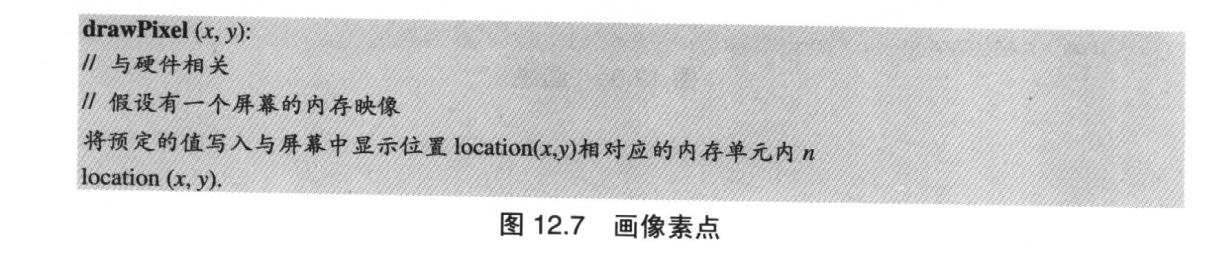 drawPixel (x, y):
// 与硬件相关
// 假设有一个屏幕的内存映像
将预定的值写入与屏幕中显示位置 location(x,y)相对应的内存单元内 n
location (x, y).
图 12.7 画像素点